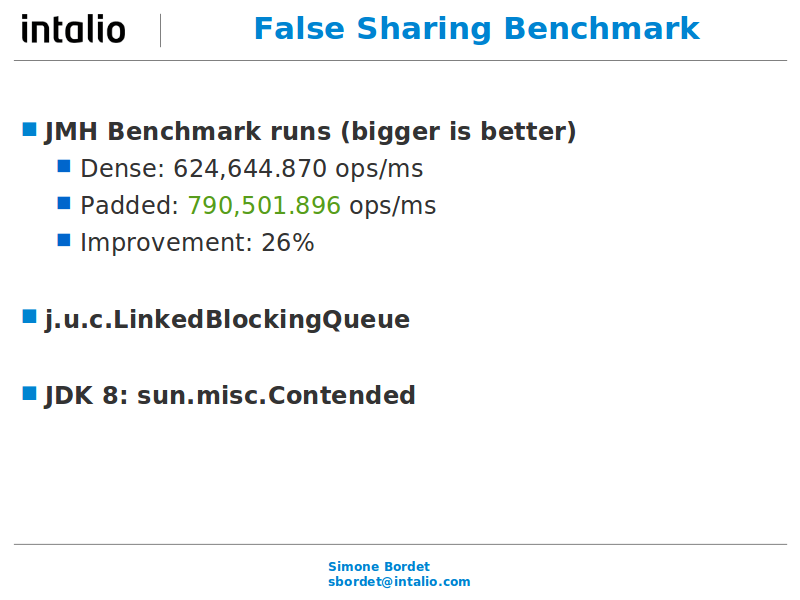 intalio
False Sharing Benchmark
JMH Benchmark runs (bigger is better)
Dense: 624,644.870 ops/ms
Padded: 790,501.896 ops/ms
Improvement: 26%
j.u.c.LinkedBlockingQueue
JDK 8: sun.misc.Contended
Simone Bordet
sbordet@intalio.com